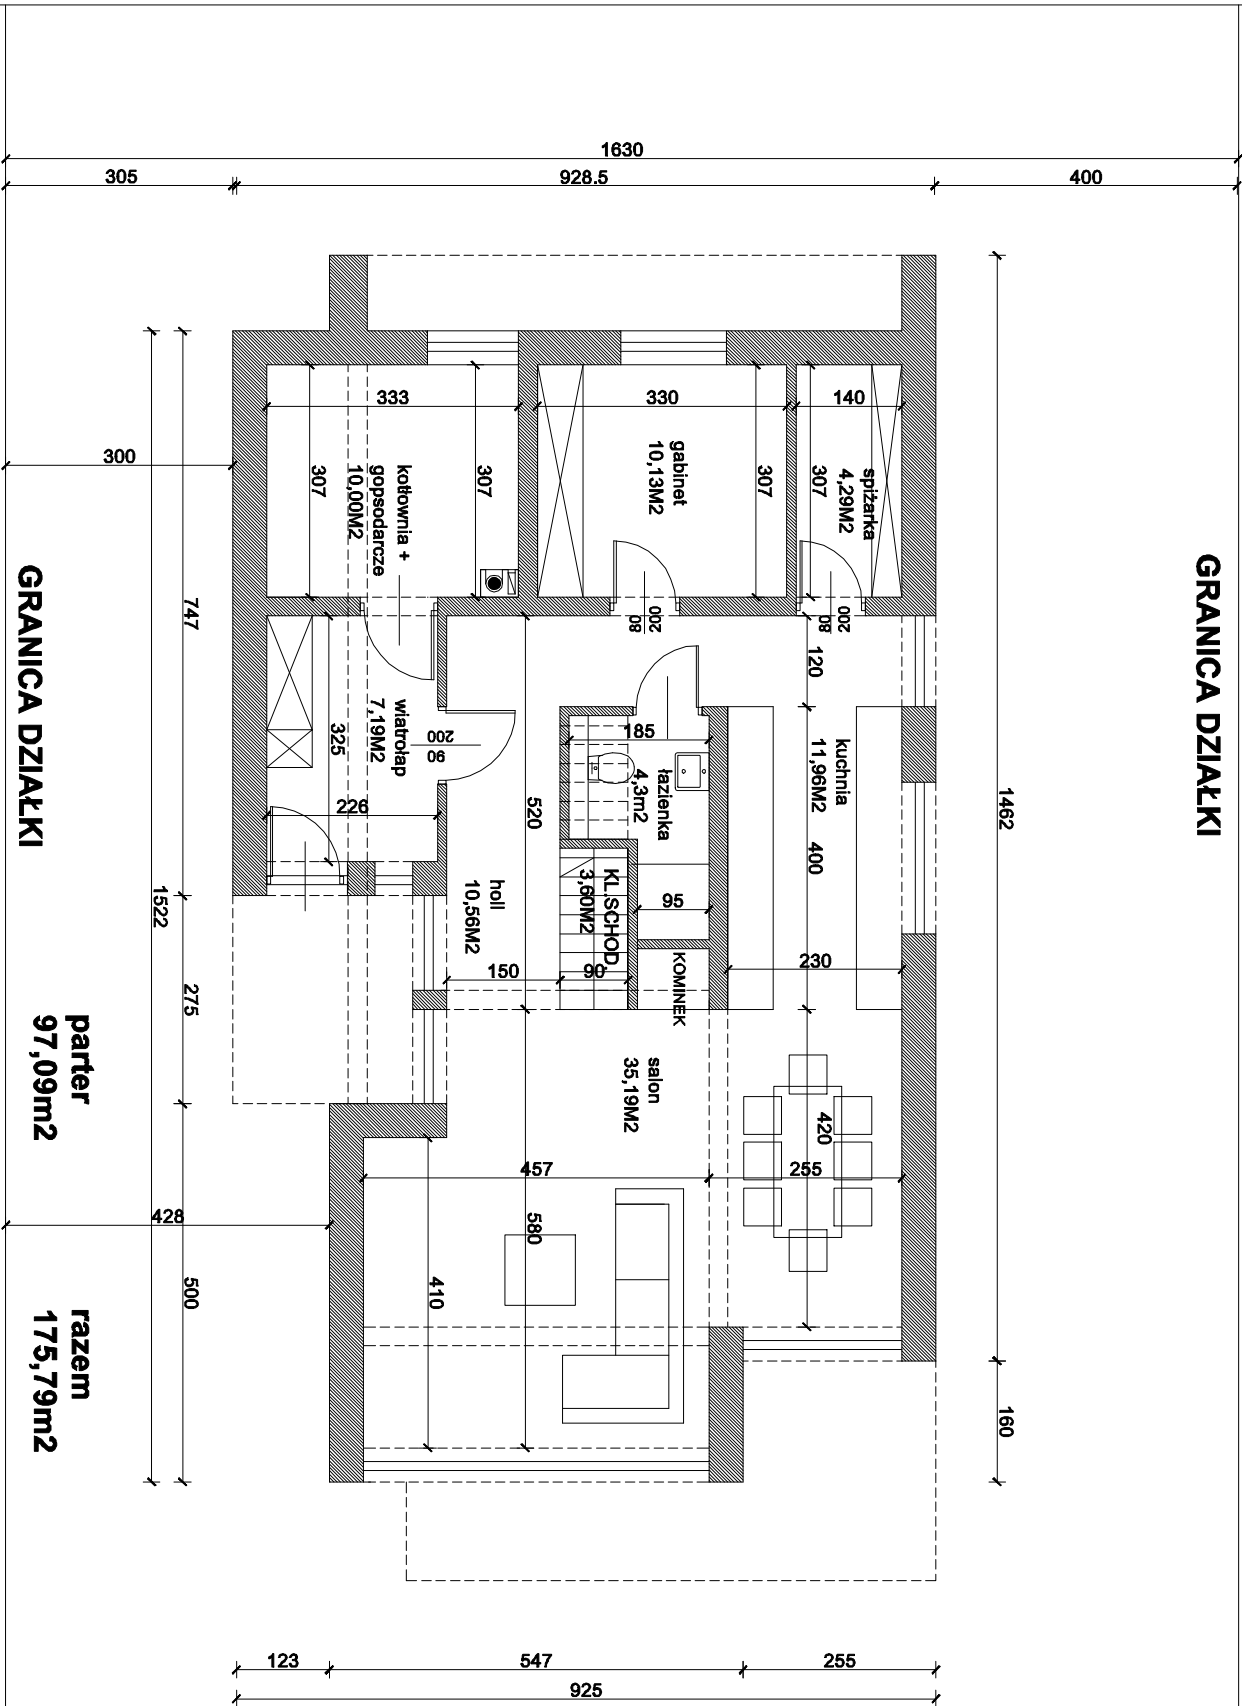 1630
305
928.5
400
GRANICA DZIAŁKI
333
330
140
300
307
307
307
307
kotłownia +
gopsodarcze
10,00M2
gabinet
10,13M2
spiżarka
4,29M2
200
80
200
80
120
747
wiatrołap
7,19M2
325
226
90
200
185
łazienka
4,3m2
kuchnia
11,96M2
400
1462
520
holl
10,56M2
KL.SCHOD.
3,60M2
95
KOMINEK
150
90
230
1522
275
salon
35,19M2
420
457
255
580
410
428
500
160
GRANICA DZIAŁKI
parter
97,09m2
razem
175,79m2
123
547
255
925